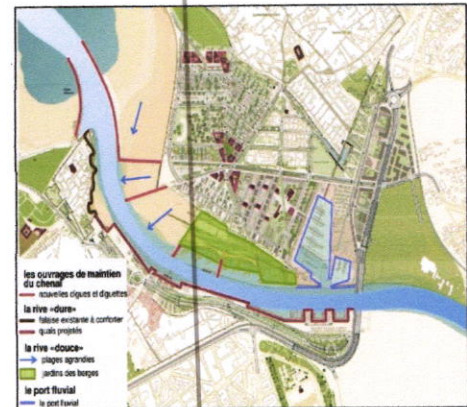 les ouvrages de maintien
du chenal
nouvelles digues et diguettes
la rive «dure»
falaise existante à conforter
quais projetés
la rive «douce»
plages agrandies
jardins des berges
le port fluvial
le port fluvial